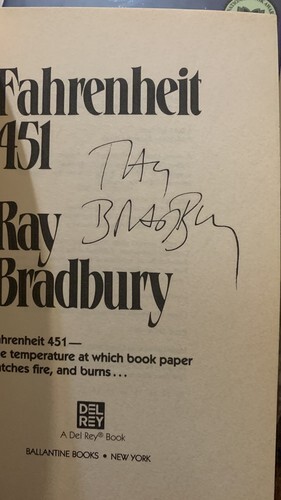 Fahrenheit
451
Ray
Bradbury
Ray
Bradbury
ahrenheit 451—
e temperature at which book paper
atches fire, and burns...
DEL
REY
A Del Rey® Book
BALLANTINE BOOKS • NEW YORK